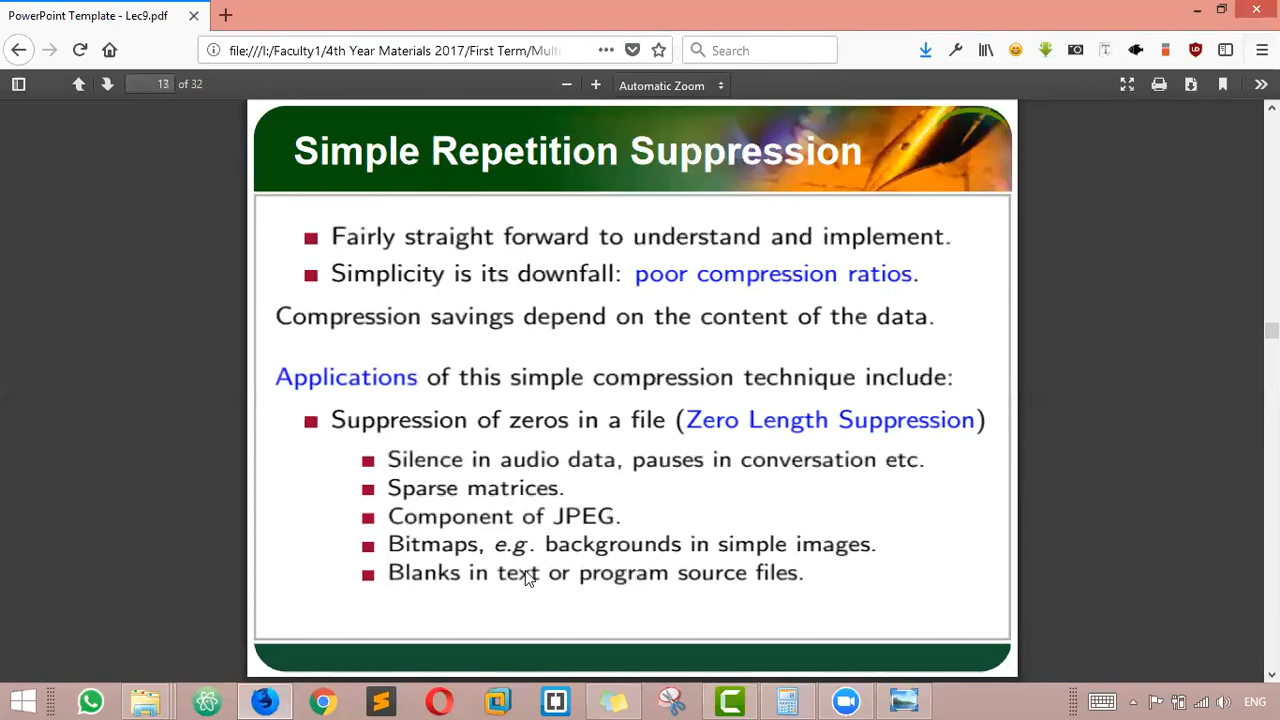 PowerPoint Template - Lec9.pdf
file:///I:/Faculty1/4th Year Materials 2017/First Term/Mult
Search
13 of 32
Automatic Zoom
Simple Repetition Suppression
Fairly straight forward to understand and implement.
Simplicity is its downfall: poor compression ratios.
Compression savings depend on the content of the data.
Applications of this simple compression technique include:
Suppression of zeros in a file (Zero Length Suppression)
Silence in audio data, pauses in conversation etc.
Sparse matrices.
Component of JPEG.
Bitmaps, e.g. backgrounds in simple images.
Blanks in text or program source files.
ENG